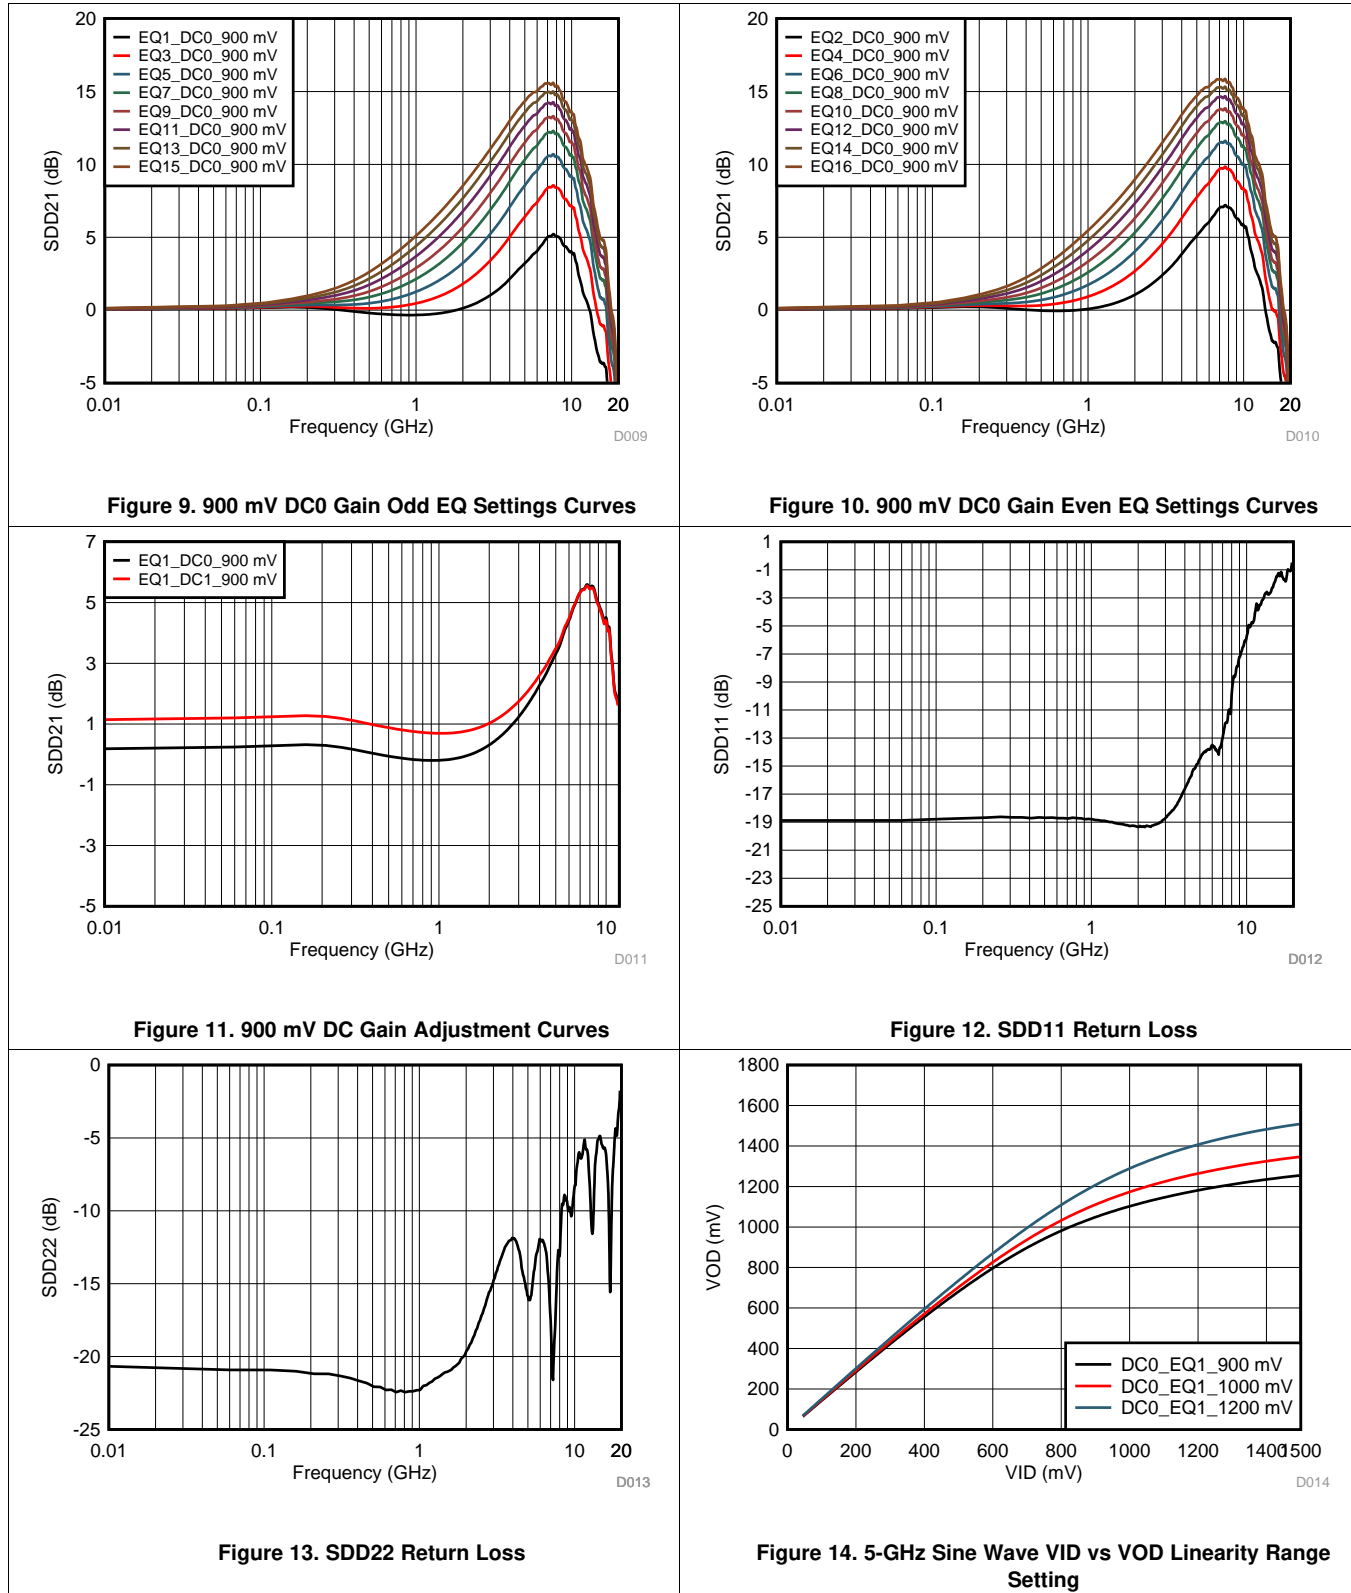 20
15
10
5
0
-5
SDD21 (dB)
EQ1_DC0_900 mV
EQ3_DC0_900 mV
EQ5_DC0_900 mV
EQ7_DC0_900 mV
EQ9_DC0_900 mV
EQ11_DC0_900 mV
EQ13_DC0_900 mV
EQ15_DC0_900 mV
0.01 0.1 1 10 20
Frequency (GHz)
D009
Figure 9. 900 mV DC0 Gain Odd EQ Settings Curves
20
15
10
5
0
-5
SDD21 (dB)
EQ2_DC0_900 mV
EQ4_DC0_900 mV
EQ6_DC0_900 mV
EQ8_DC0_900 mV
EQ10_DC0_900 mV
EQ12_DC0_900 mV
EQ14_DC0_900 mV
EQ16_DC0_900 mV
0.01 0.1 1 10 20
Frequency (GHz)
D010
Figure 10. 900 mV DC0 Gain Even EQ Settings Curves
7
5
3
1
-1
-3
-5
SDD21 (dB)
EQ1_DC0_900 mV
EQ1_DC1_900 mV
0.01 0.1 1 10
Frequency (GHz)
D011
Figure 11. 900 mV DC Gain Adjustment Curves
1
-1
-3
-5
-7
-9
-11
-13
-15
-17
-19
-21
-23
-25
SDD11 (dB)
0.01 0.1 1 10
Frequency (GHz)
D012
Figure 12. SDD11 Return Loss
0
-5
-10
-15
-20
-25
SDD22 (dB)
0.01 0.1 1 10 20
Frequency (GHz)
D013
Figure 13. SDD22 Return Loss
1800
1600
1400
1200
1000
800
600
400
200
0
VOD (mV)
DC0_EQ1_900 mV
DC0_EQ1_1000 mV
DC0_EQ1_1200 mV
0 200 400 600 800 1000 1200 1400 1500
VID (mV)
D014
Figure 14. 5-GHz Sine Wave VID vs VOD Linearity Range
Setting